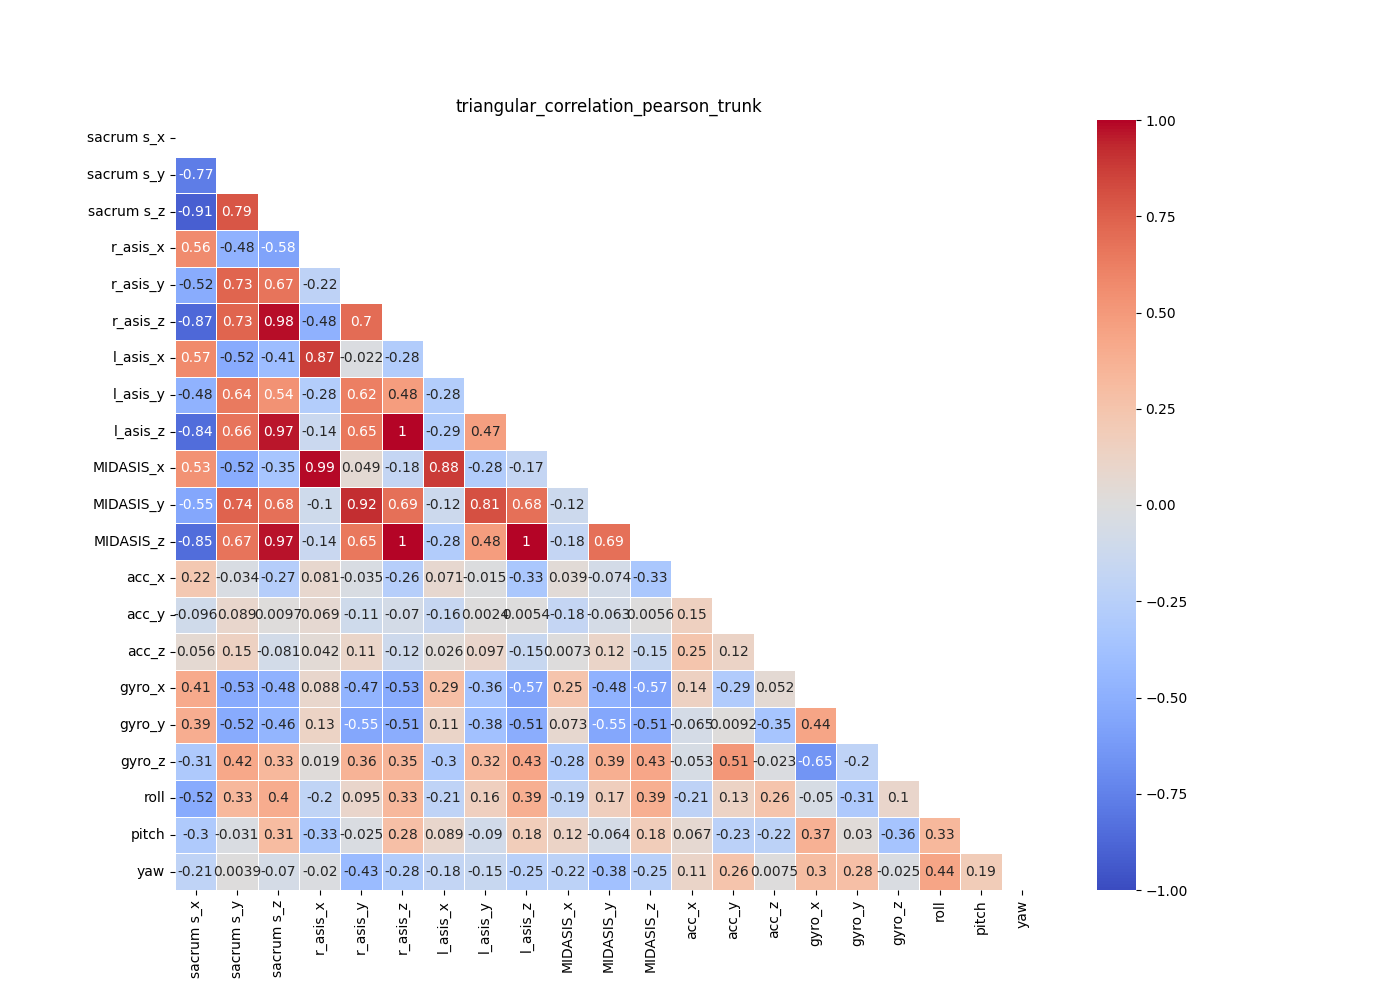 triangular_correlation_pearson_trunk
sacrum s_x
sacrum s_y -0.77
sacrum s_z -0.91 0.79
r_asis_x 0.56 -0.48 -0.58
r_asis_y -0.52 0.73 0.67 -0.22
r_asis_z -0.87 0.73 0.98 -0.48 0.7
l_asis_x 0.57 -0.52 -0.41 0.87 -0.022 -0.28
l_asis_y -0.48 0.64 0.54 -0.28 0.62 0.48 -0.28
l_asis_z -0.84 0.66 0.97 -0.14 0.65 1 -0.29 0.47
MIDASIS_x 0.53 -0.52 -0.35 0.99 0.049 -0.18 0.88 -0.28 -0.17
MIDASIS_y -0.55 0.74 0.68 -0.1 0.92 0.69 -0.12 0.81 0.68 -0.12
MIDASIS_z -0.85 0.67 0.97 -0.14 0.65 1 -0.28 0.48 1 -0.18 0.69
acc_x 0.22 -0.034 -0.27 0.081 -0.035 -0.26 0.071 -0.015 -0.33 0.039 -0.074 -0.33
acc_y -0.096 0.089 0.0097 0.069 -0.11 -0.07 -0.16 0.0024 0.0054 -0.18 -0.063 0.0056 0.15
acc_z 0.056 0.15 -0.081 0.042 0.11 -0.12 0.026 0.097 -0.15 0.0073 0.12 -0.15 0.25 0.12
gyro_x 0.41 -0.53 -0.48 0.088 -0.47 -0.53 0.29 -0.36 -0.57 0.25 -0.48 -0.57 0.14 -0.29 0.052
gyro_y 0.39 -0.52 -0.46 0.13 -0.55 -0.51 0.11 -0.38 -0.51 0.073 -0.55 -0.51 -0.065 0.0092 -0.35 0.44
gyro_z -0.31 0.42 0.33 0.019 0.36 0.35 -0.3 0.32 0.43 -0.28 0.39 0.43 -0.053 0.51 -0.023 -0.65 -0.2
roll -0.52 0.33 0.4 -0.2 0.095 0.33 -0.21 0.16 0.39 -0.19 0.17 0.39 -0.21 0.13 0.26 -0.05 -0.31 0.1
pitch -0.3 -0.031 0.31 -0.33 -0.025 0.28 0.089 -0.09 0.18 0.12 -0.064 0.18 0.067 -0.23 -0.22 0.37 0.03 -0.36 0.33
yaw -0.21 0.0039 -0.07 -0.02 -0.43 -0.28 -0.18 -0.15 -0.25 -0.22 -0.38 -0.25 0.11 0.26 0.0075 0.3 0.28 -0.025 0.44 0.19
sacrum s_x sacrum s_y sacrum s_z r_asis_x r_asis_y r_asis_z l_asis_x l_asis_y l_asis_z MIDASIS_x MIDASIS_y MIDASIS_z acc_x acc_y acc_z gyro_x gyro_y gyro_z roll pitch yaw
1.00
0.75
0.50
0.25
0.00
−0.25
−0.50
−0.75
−1.00